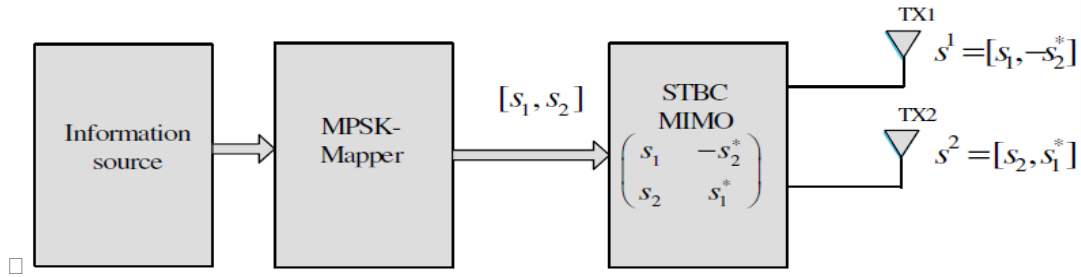 Information
source
MPSK-
Mapper
[s₁, s₂]
STBC
MIMO
s₁ −s₂*
s₂ s₁*
TX1
s¹ =[s₁,−s₂*]
TX2
s² =[s₂, s₁*]